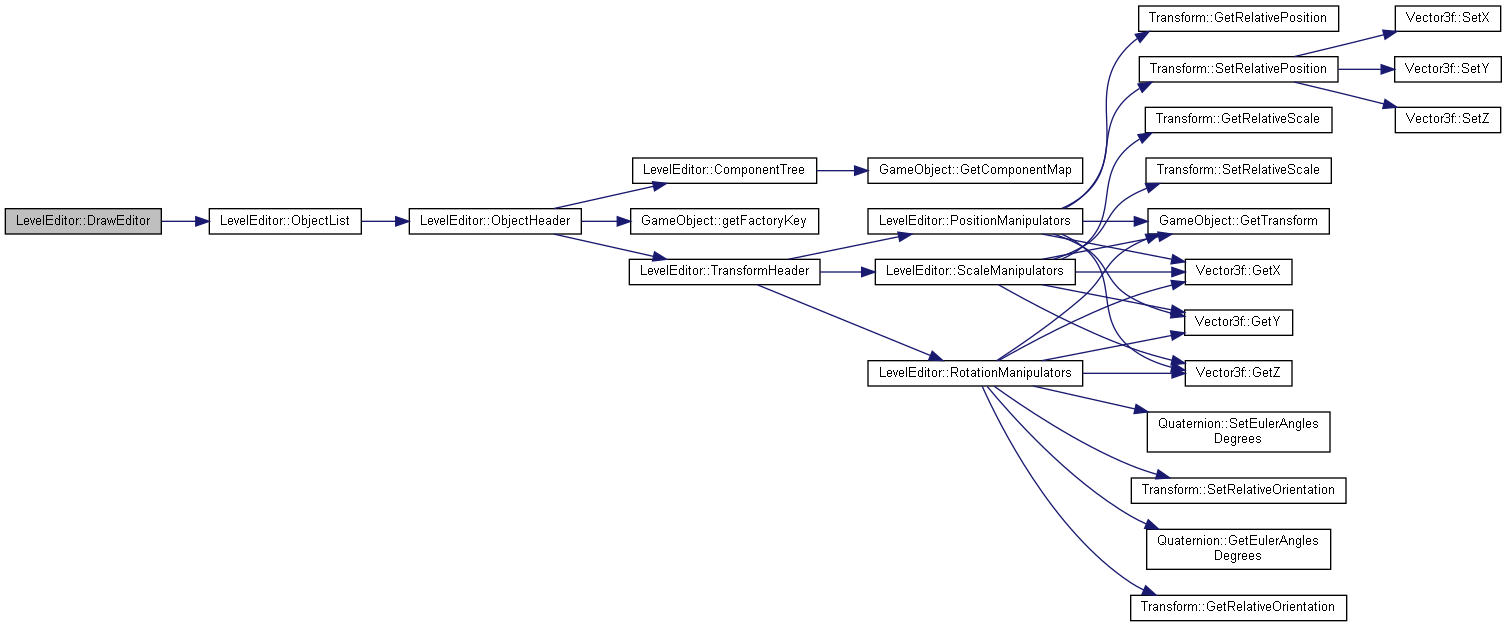 LevelEditor::DrawEditor
LevelEditor::ObjectList
LevelEditor::ObjectHeader
LevelEditor::ComponentTree
GameObject::getFactoryKey
LevelEditor::TransformHeader
GameObject::GetComponentMap
LevelEditor::PositionManipulators
LevelEditor::ScaleManipulators
LevelEditor::RotationManipulators
Transform::GetRelativePosition
Transform::SetRelativePosition
Transform::GetRelativeScale
Transform::SetRelativeScale
GameObject::GetTransform
Vector3f::GetX
Vector3f::GetY
Vector3f::GetZ
Quaternion::SetEulerAngles
Degrees
Transform::SetRelativeOrientation
Quaternion::GetEulerAngles
Degrees
Transform::GetRelativeOrientation
Vector3f::SetX
Vector3f::SetY
Vector3f::SetZ